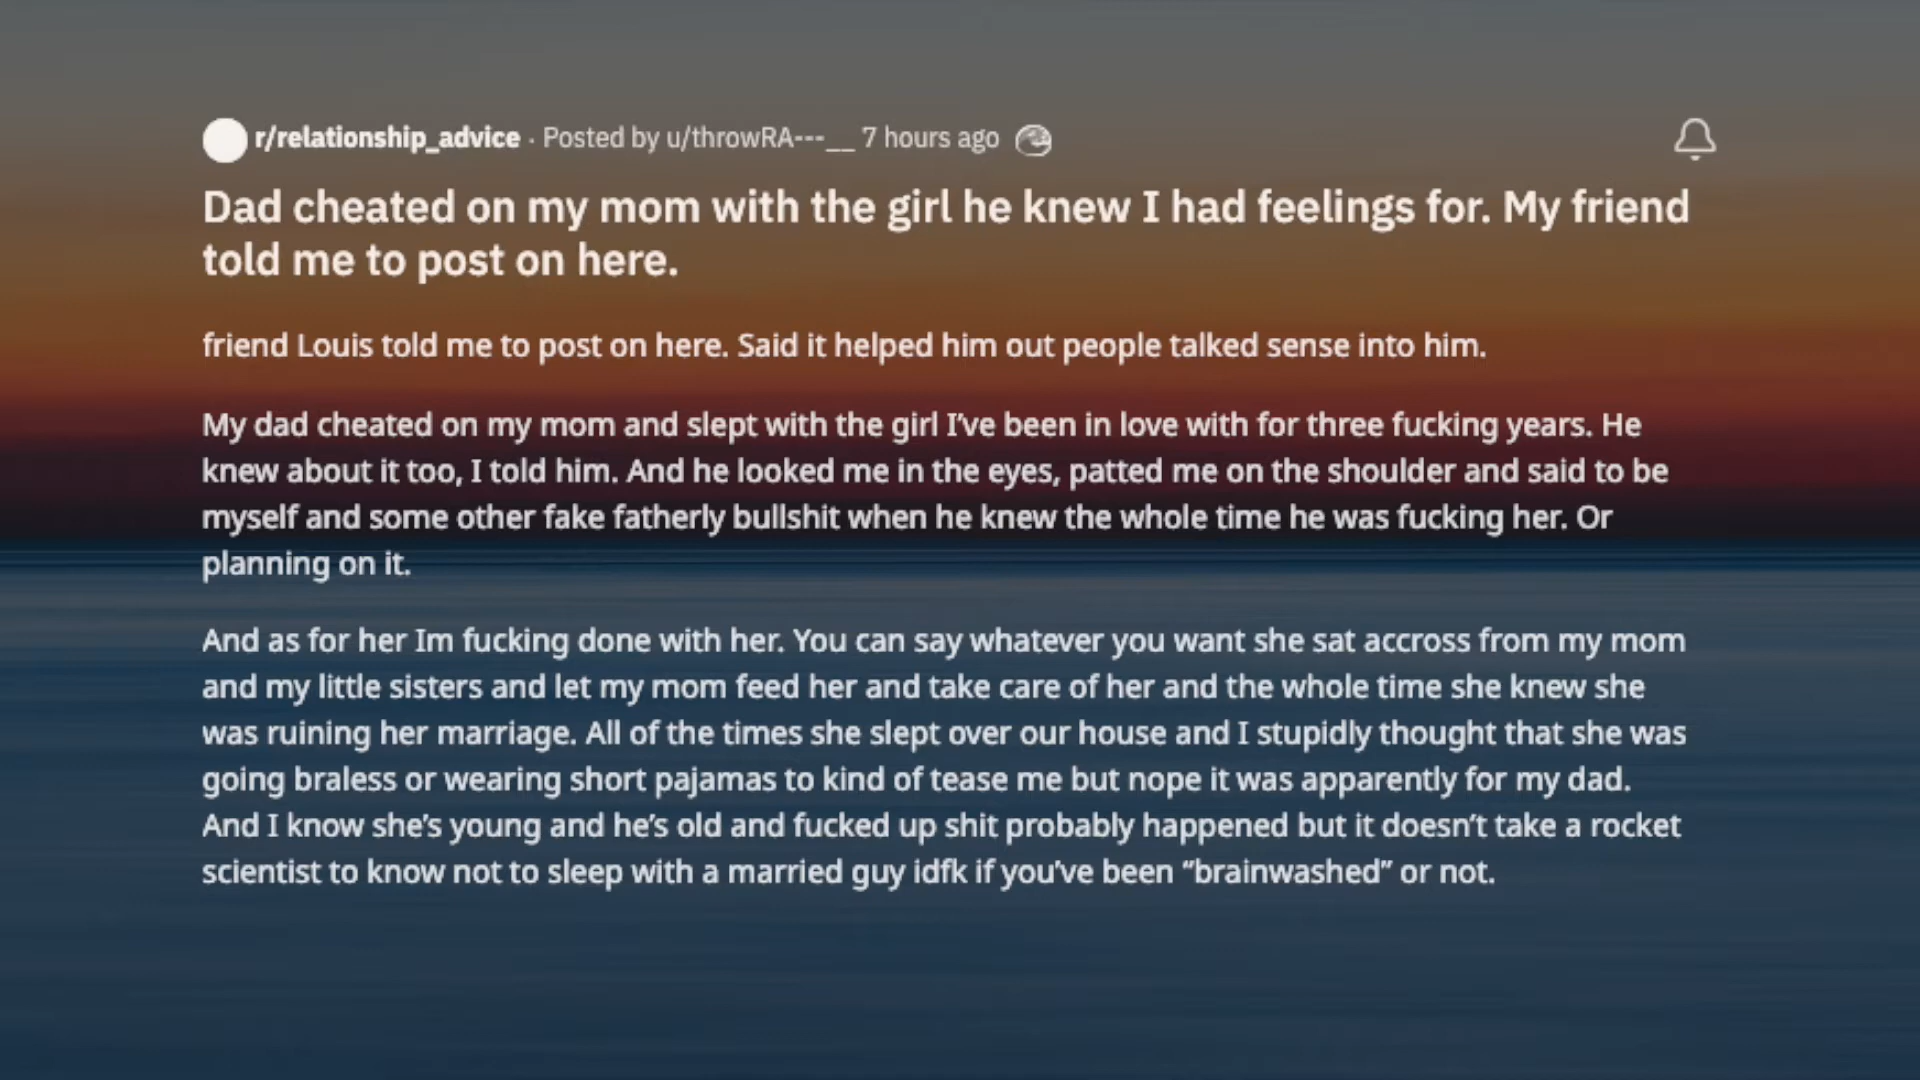 r/relationship_advice · Posted by u/throwRA---__ 7 hours ago
Dad cheated on my mom with the girl he knew I had feelings for. My friend
told me to post on here.
friend Louis told me to post on here. Said it helped him out people talked sense into him.
My dad cheated on my mom and slept with the girl I’ve been in love with for three fucking years. He
knew about it too, I told him. And he looked me in the eyes, patted me on the shoulder and said to be
myself and some other fake fatherly bullshit when he knew the whole time he was fucking her. Or
planning on it.
And as for her Im fucking done with her. You can say whatever you want she sat accross from my mom
and my little sisters and let my mom feed her and take care of her and the whole time she knew she
was ruining her marriage. All of the times she slept over our house and I stupidly thought that she was
going braless or wearing short pajamas to kind of tease me but nope it was apparently for my dad.
And I know she’s young and he’s old and fucked up shit probably happened but it doesn’t take a rocket
scientist to know not to sleep with a married guy idfk if you’ve been “brainwashed” or not.